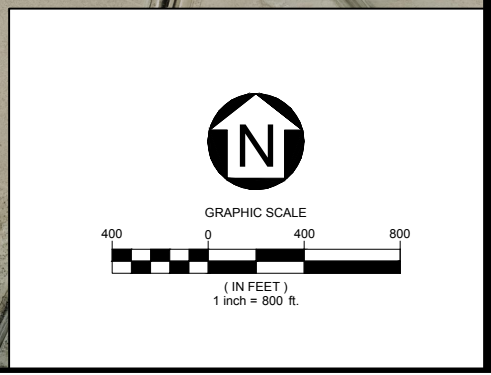 N
GRAPHIC SCALE
400 0 400 800
( IN FEET )
1 inch = 800 ft.